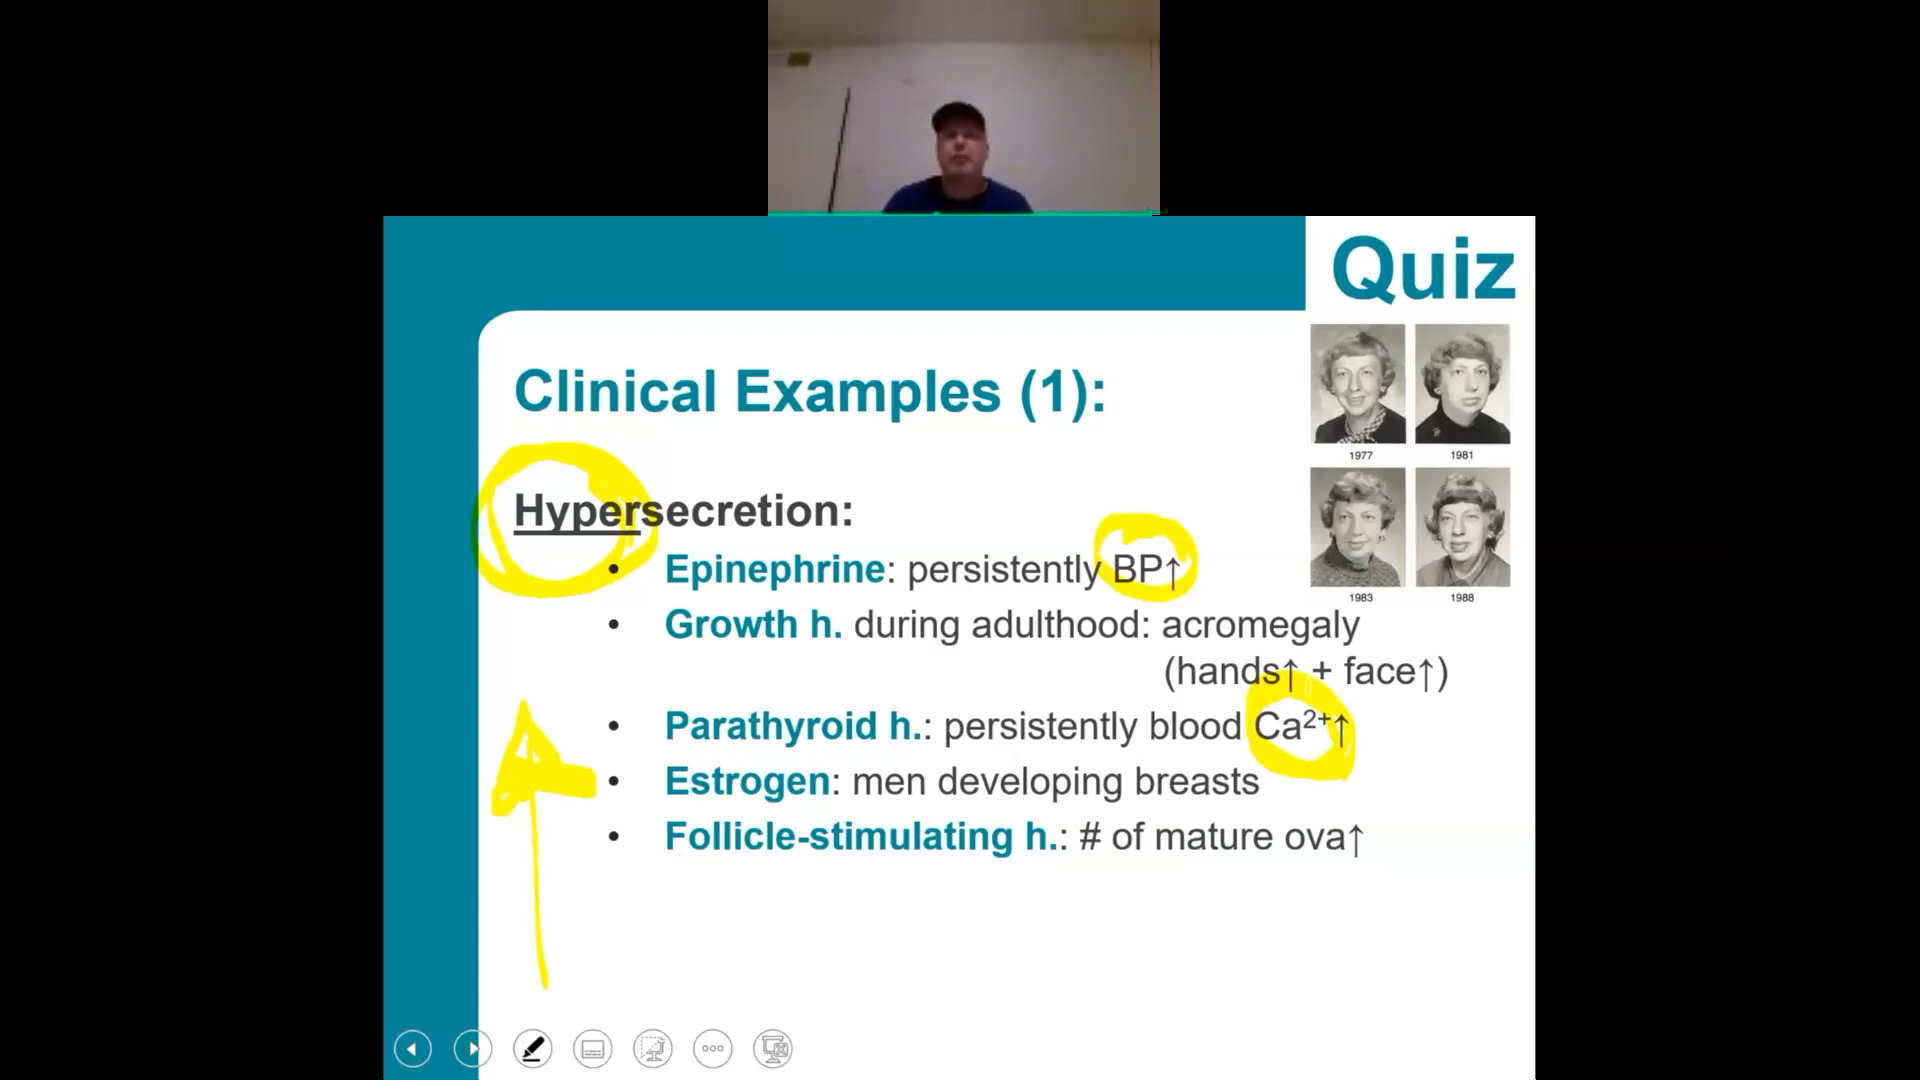 Quiz
Clinical Examples (1):
1977 1981
Hypersecretion:
• Epinephrine: persistently BP↑
1983 1988
• Growth h. during adulthood: acromegaly
(hands↑ + face↑)
• Parathyroid h.: persistently blood Ca²⁺↑
• Estrogen: men developing breasts
• Follicle-stimulating h.: # of mature ova↑